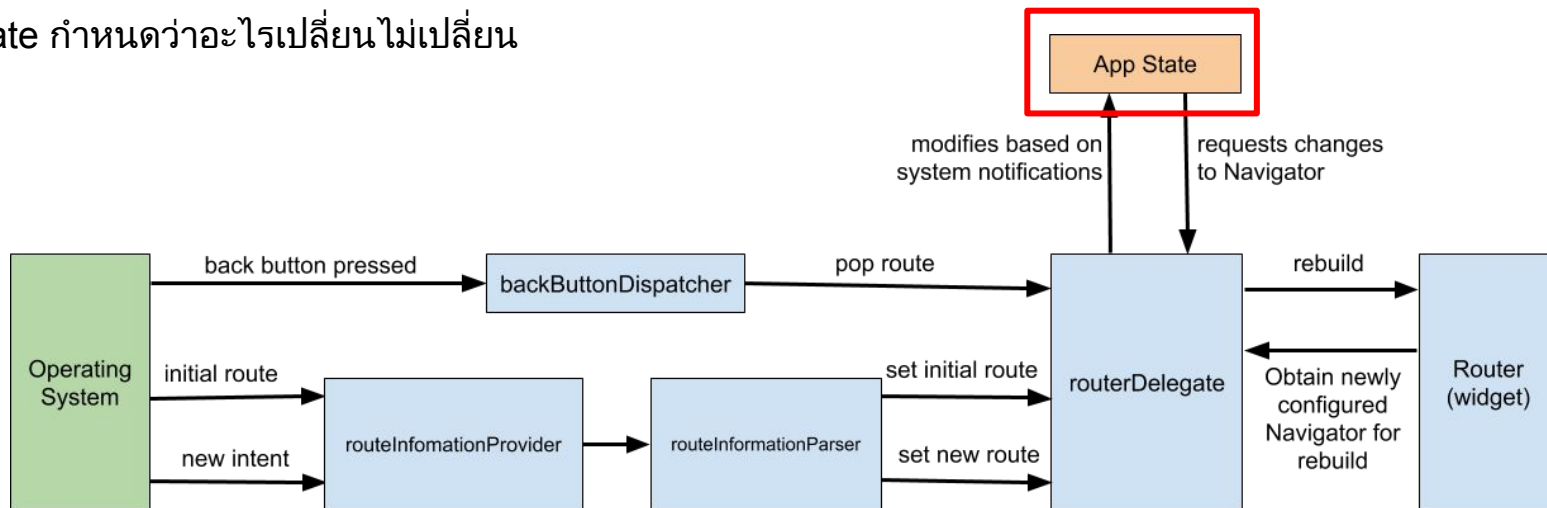 ate กำหนดว่าอะไรเปลี่ยนไม่เปลี่ยน
App State
modifies based on
system notifications
requests changes
to Navigator
back button pressed
backButtonDispatcher
pop route
rebuild
Operating
System
initial route
new intent
routeInfomationProvider
routeInformationParser
set initial route
set new route
routerDelegate
Obtain newly
configured
Navigator for
rebuild
Router
(widget)